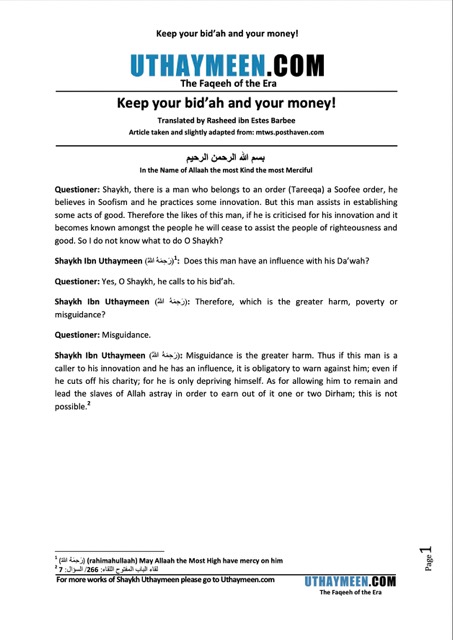 Keep your bid’ah and your money!
UTHAYMEEN.COM
The Faqeeh of the Era
Keep your bid’ah and your money!
Translated by Rasheed ibn Estes Barbee
Article taken and slightly adapted from: mtws.posthaven.com
بسم الله الرحمن الرحيم
In the Name of Allaah the most Kind the most Merciful
Questioner: Shaykh, there is a man who belongs to an order (Tareeqa) a Soofee order, he
believes in Soofism and he practices some innovation. But this man assists in establishing
some acts of good. Therefore the likes of this man, if he is criticised for his innovation and it
becomes known amongst the people he will cease to assist the people of righteousness and
good. So I do not know what to do O Shaykh?
Shaykh Ibn Uthaymeen (رَحِمَهُ اللهُ)1: Does this man have an influence with his Da’wah?
Questioner: Yes, O Shaykh, he calls to his bid’ah.
Shaykh Ibn Uthaymeen (رَحِمَهُ اللهُ): Therefore, which is the greater harm, poverty or
misguidance?
Questioner: Misguidance.
Shaykh Ibn Uthaymeen (رَحِمَهُ اللهُ): Misguidance is the greater harm. Thus if this man is a
caller to his innovation and he has an influence, it is obligatory to warn against him; even if
he cuts off his charity; for he is only depriving himself. As for allowing him to remain and
lead the slaves of Allah astray in order to earn out of it one or two Dirham; this is not
possible.2
1 (رَحِمَهُ اللهُ) (rahimahullaah) May Allaah the Most High have mercy on him
2 لقاء الباب المفتوح اللقاء: 266/ السؤال: 7
For more works of Shaykh Uthaymeen please go to Uthaymeen.com
UTHAYMEEN.COM
The Faqeeh of the Era
Page 1